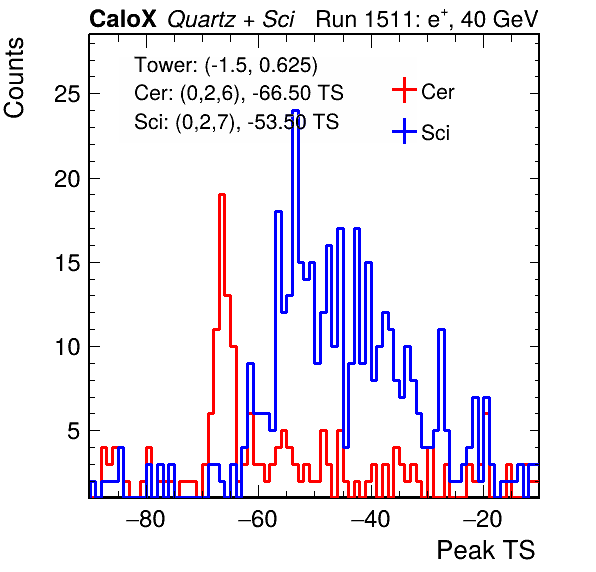 CaloX Quartz + Sci Run 1511: e+, 40 GeV
Counts
Tower: (-1.5, 0.625)
Cer: (0,2,6), -66.50 TS
Sci: (0,2,7), -53.50 TS
Cer
Sci
25
20
15
10
5
−80 −60 −40 −20
Peak TS